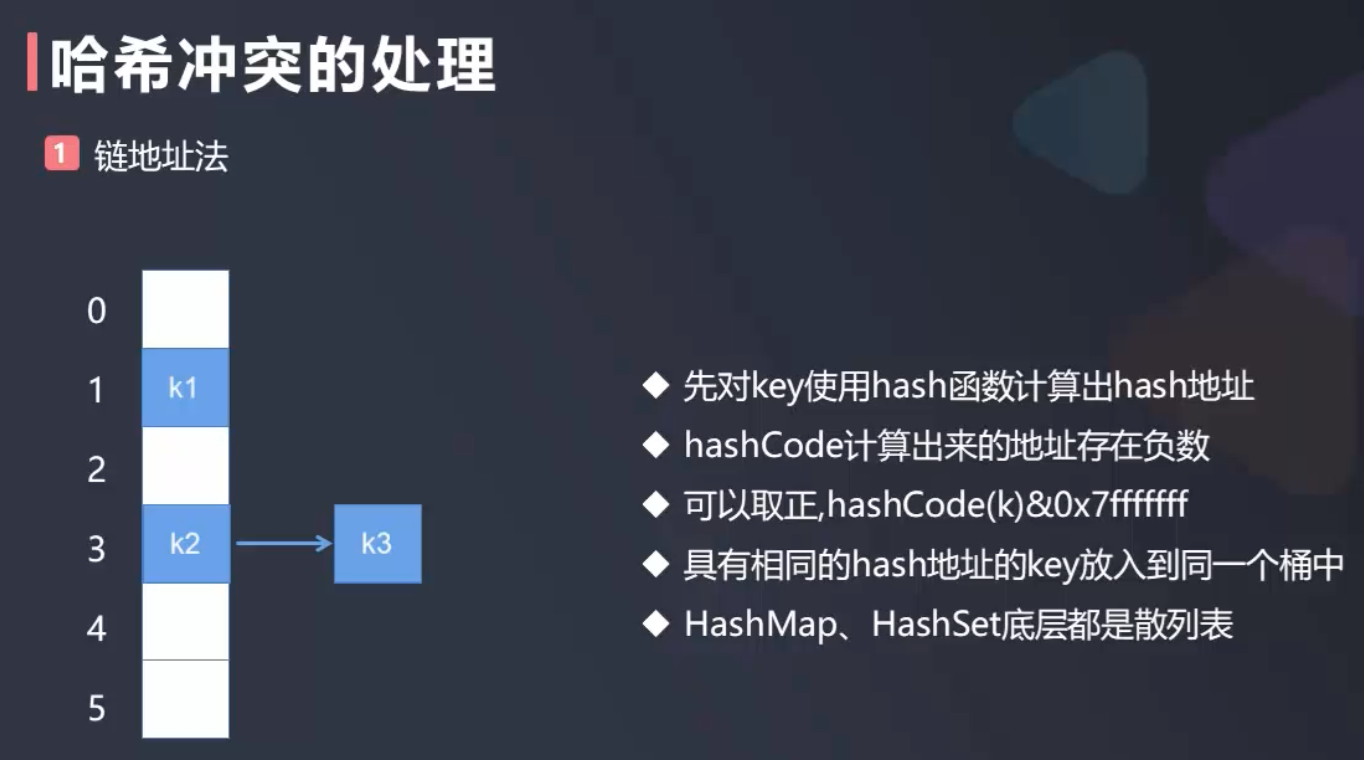 哈希冲突的处理
1 链地址法
0
1 k1
2
3 k2 k3
4
5
先对key使用hash函数计算出hash地址
hashCode计算出来的地址存在负数
可以取正,hashCode(k)&0x7fffffff
具有相同的hash地址的key放入到同一个桶中
HashMap、HashSet底层都是散列表